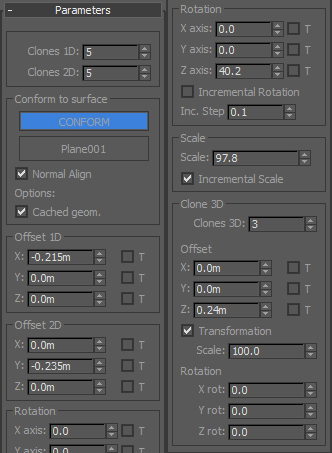 - Parameters
Clones 1D: 5
Clones 2D: 5
Conform to surface
CONFORM
Plane001
Normal Align
Options:
Cached geom.
Offset 1D
X: -0.215m T
Y: 0.0m T
Z: 0.0m T
Offset 2D
X: 0.0m T
Y: -0.235m T
Z: 0.0m T
Rotation
X axis: 0.0 T
Y axis: 0.0 T
Rotation
X axis: 0.0 T
Y axis: 0.0 T
Z axis: 40.2 T
Incremental Rotation
Inc. Step 0.1
Scale
Scale: 97.8
Incremental Scale
Clone 3D
Clones 3D: 3
Offset
X: 0.0m T
Y: 0.0m T
Z: 0.24m T
Transformation
Scale: 100.0
Rotation
X rot: 0.0
Y rot: 0.0
Z rot: 0.0